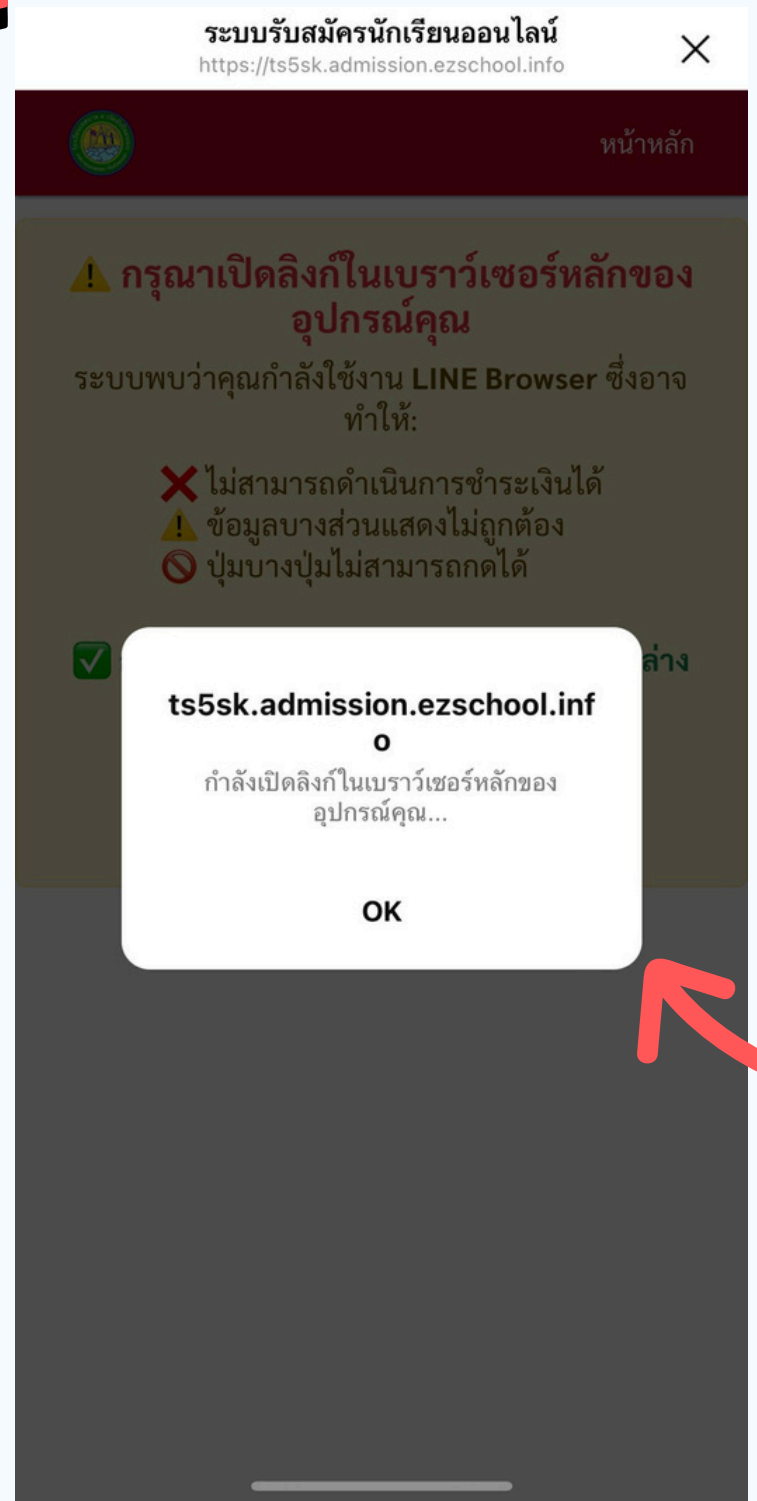 ระบบรับสมัครนักเรียนออนไลน์
https://ts5sk.admission.ezschool.info
หน้าหลัก
⚠️ กรุณาเปิดลิงก์ในเบราว์เซอร์หลักของ
อุปกรณ์คุณ
ระบบพบว่าคุณกำลังใช้งาน LINE Browser ซึ่งอาจ
ทำให้:
❌ ไม่สามารถดำเนินการชำระเงินได้
⚠️ ข้อมูลบางส่วนแสดงไม่ถูกต้อง
🚫 ปุ่มบางปุ่มไม่สามารถกดได้
✅ ล่าง
ts5sk.admission.ezschool.inf
o
กำลังเปิดลิงก์ในเบราว์เซอร์หลักของ
อุปกรณ์คุณ...
OK